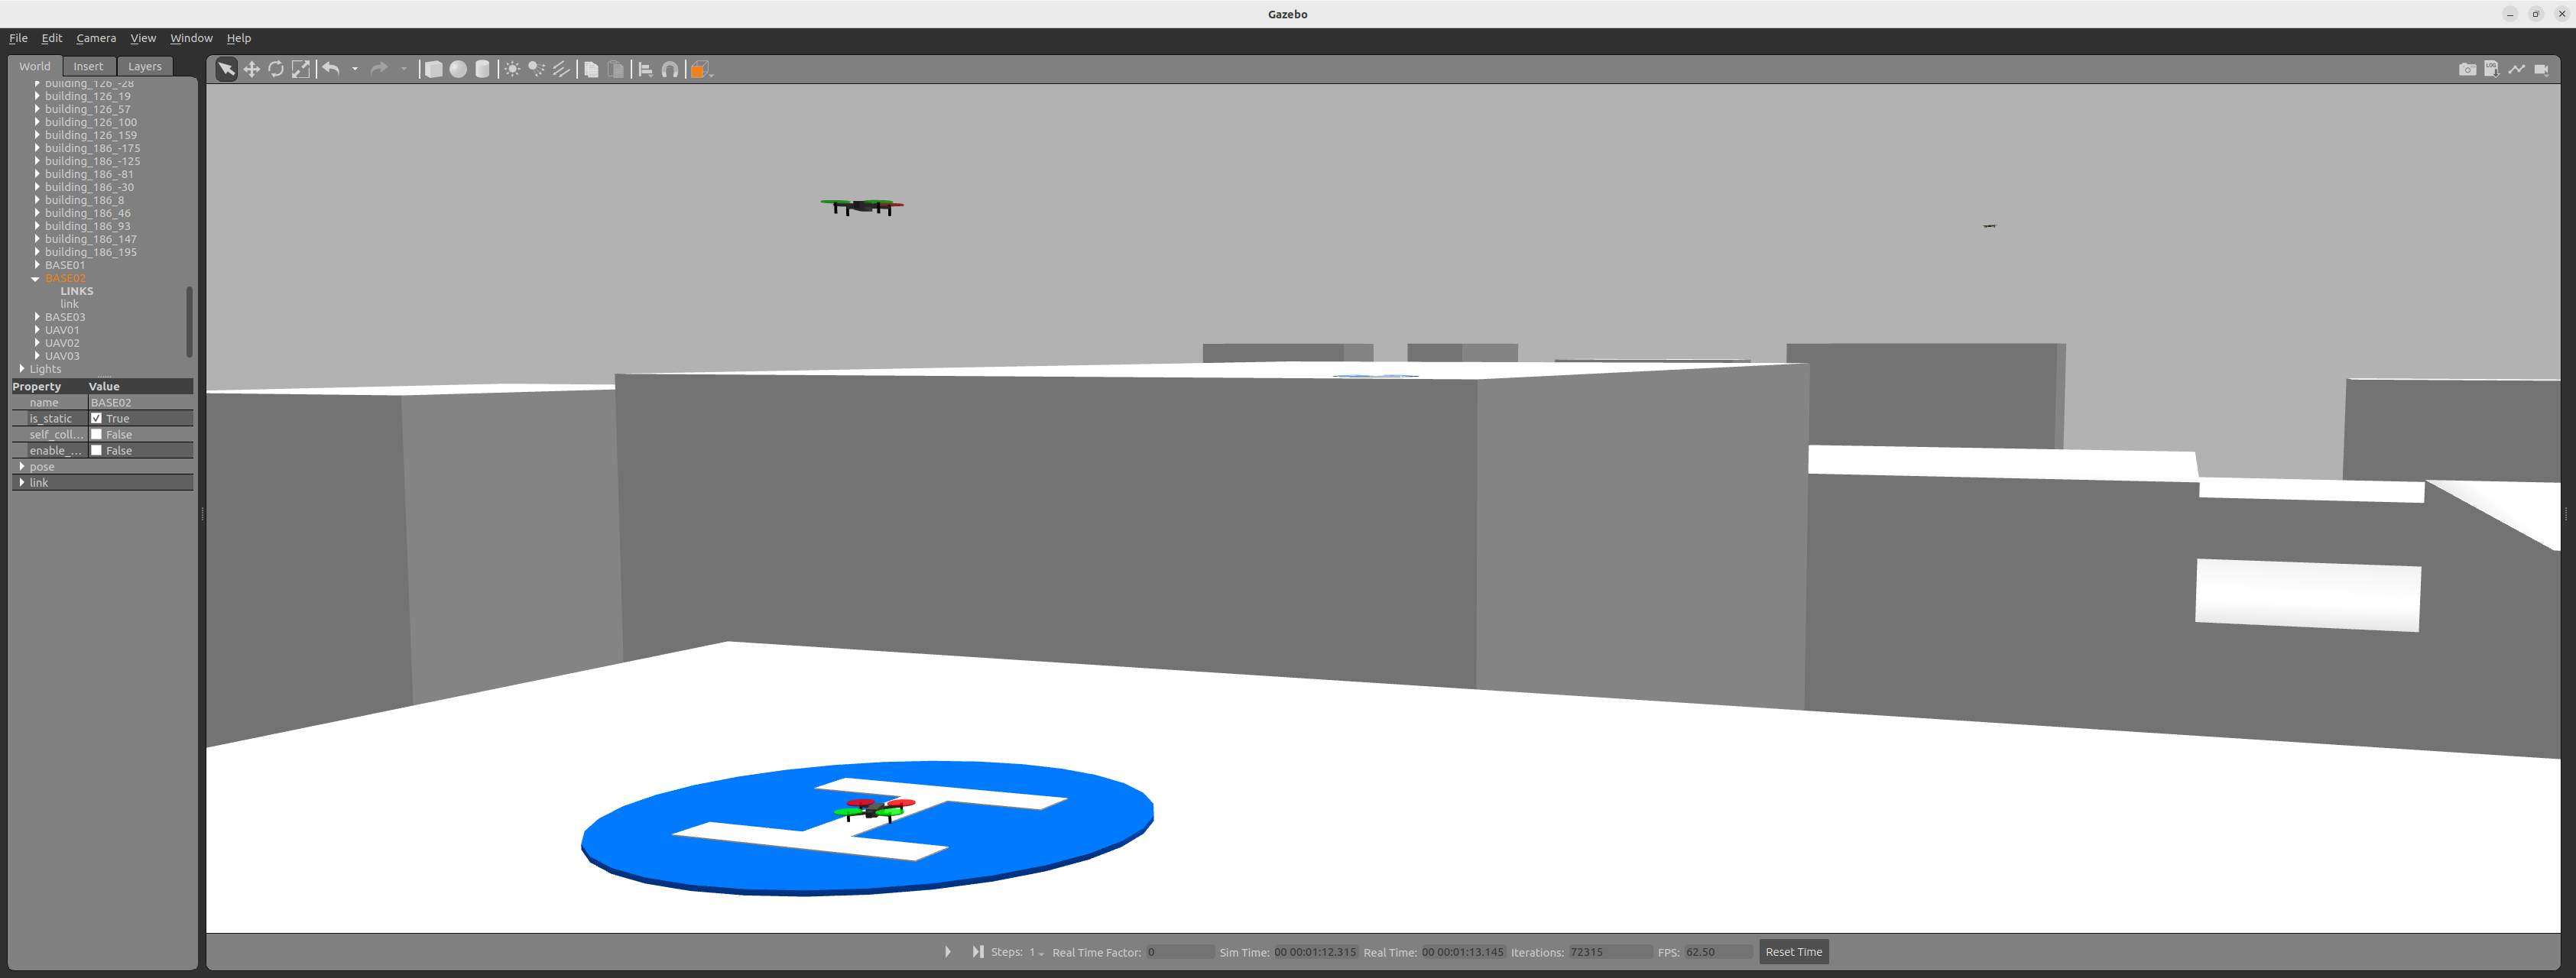 Gazebo
File Edit Camera View Window Help
World Insert Layers
building_126_-28
building_126_19
building_126_57
building_126_100
building_126_159
building_186_-175
building_186_-125
building_186_-81
building_186_-30
building_186_8
building_186_46
building_186_93
building_186_147
building_186_195
BASE01
BASE02
LINKS
link
BASE03
UAV01
UAV02
UAV03
Lights
Property Value
name BASE02
is_static True
self_coll... False
enable_... False
pose
link
LOG
H
Steps: 1 Real Time Factor: 0 Sim Time: 00 00:01:12.315 Real Time: 00 00:01:13.145 Iterations: 72315 FPS: 62.50 Reset Time